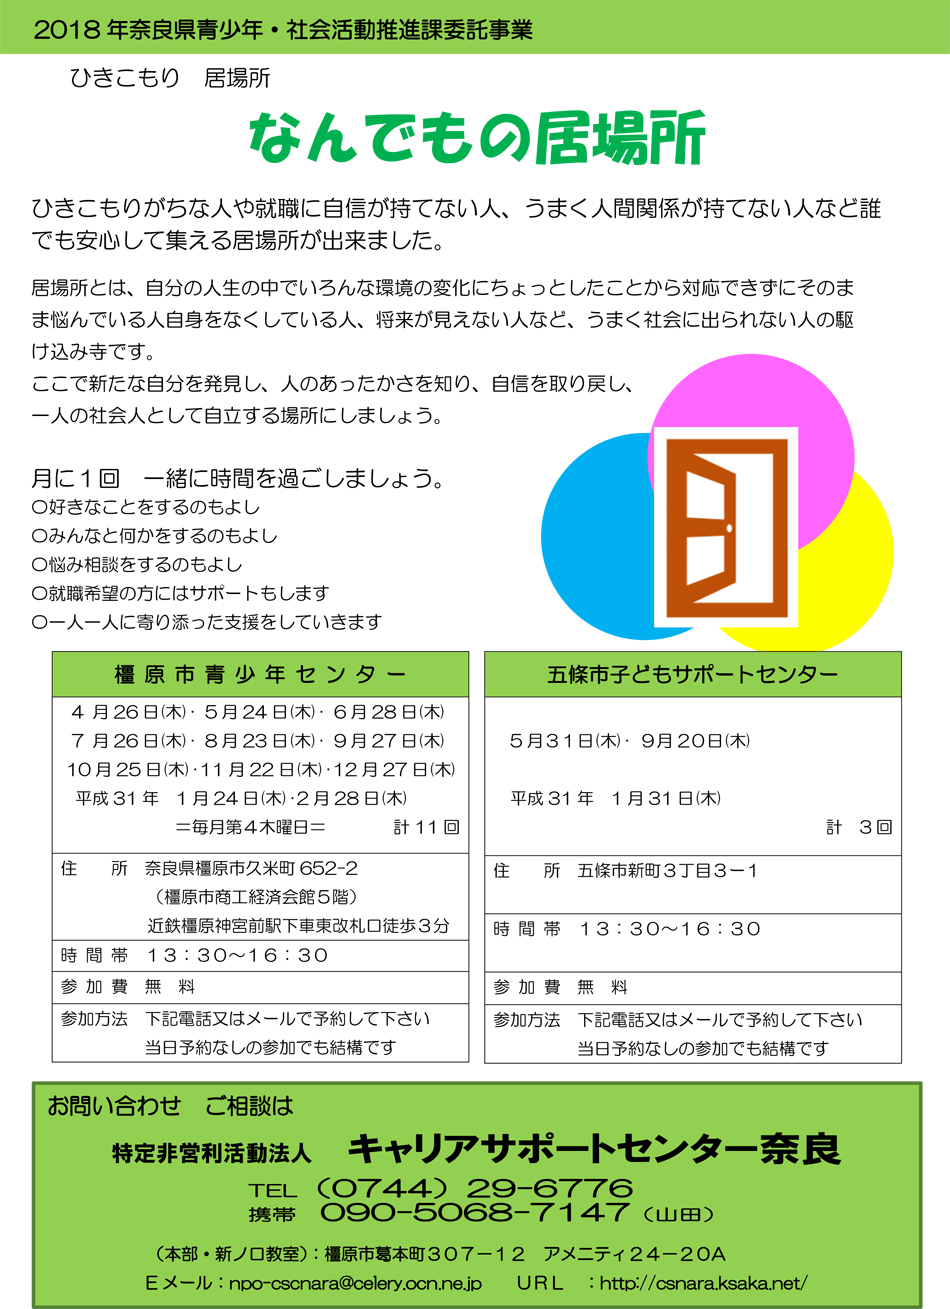 2018年奈良県青少年・社会活動推進課委託事業
ひきこもり　居場所
なんでもの居場所
ひきこもりがちな人や就職に自信が持てない人、うまく人間関係が持てない人など誰
でも安心して集える居場所が出来ました。
居場所とは、自分の人生の中でいろんな環境の変化にちょっとしたことから対応できずにそのま
ま悩んでいる人自身をなくしている人、将来が見えない人など、うまく社会に出られない人の駆
け込み寺です。
ここで新たな自分を発見し、人のあったかさを知り、自信を取り戻し、
一人の社会人として自立する場所にしましょう。
月に１回　一緒に時間を過ごしましょう。
○好きなことをするのもよし
○みんなと何かをするのもよし
○悩み相談をするのもよし
○就職希望の方にはサポートもします
○一人一人に寄り添った支援をしていきます
橿原市青少年センター
4月26日(木)・5月24日(木)・6月28日(木)
7月26日(木)・8月23日(木)・9月27日(木)
10月25日(木)・11月22日(木)・12月27日(木)
平成31年　1月24日(木)・2月28日(木)
＝毎月第４木曜日＝　計11回
住　所　奈良県橿原市久米町652-2
（橿原市商工経済会館５階）
近鉄橿原神宮前駅下車東改札口徒歩３分
時間帯　１３：３０～１６：３０
参加費　無　料
参加方法　下記電話又はメールで予約して下さい
当日予約なしの参加でも結構です
五條市子どもサポートセンター
５月３１日(木)・９月２０日(木)
平成31年　1月31日(木)
計　３回
住　所　五條市新町３丁目３ー１
時間帯　１３：３０～１６：３０
参加費　無　料
参加方法　下記電話又はメールで予約して下さい
当日予約なしの参加でも結構です
お問い合わせ　ご相談は
特定非営利活動法人　キャリアサポートセンター奈良
TEL （0744）29-6776
携帯　090-5068-7147（山田）
（本部・新ノ口教室）：橿原市葛本町３０７－１２　アメニティ２４－２０Ａ
Ｅメール：npo-cscnara@celery.ocn.ne.jp　ＵＲＬ　：http://csnara.ksaka.net/